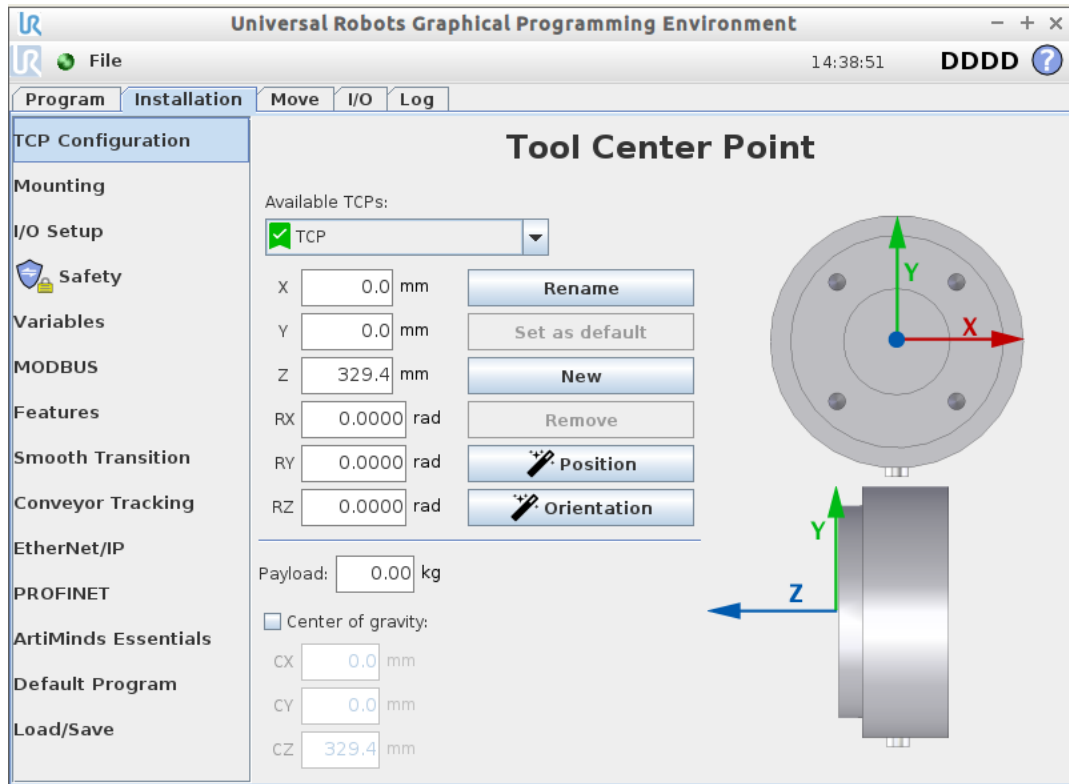 Universal Robots Graphical Programming Environment
File 14:38:51 DDDD ?
Program Installation Move I/O Log
TCP Configuration
Mounting
I/O Setup
Safety
Variables
MODBUS
Features
Smooth Transition
Conveyor Tracking
EtherNet/IP
PROFINET
ArtiMinds Essentials
Default Program
Load/Save
Tool Center Point
Available TCPs:
TCP
X 0.0 mm Rename
Y 0.0 mm Set as default
Z 329.4 mm New
RX 0.0000 rad Remove
RY 0.0000 rad Position
RZ 0.0000 rad Orientation
Payload: 0.00 kg
Center of gravity:
CX 0.0 mm
CY 0.0 mm
CZ 329.4 mm
Y
X
Y
Z